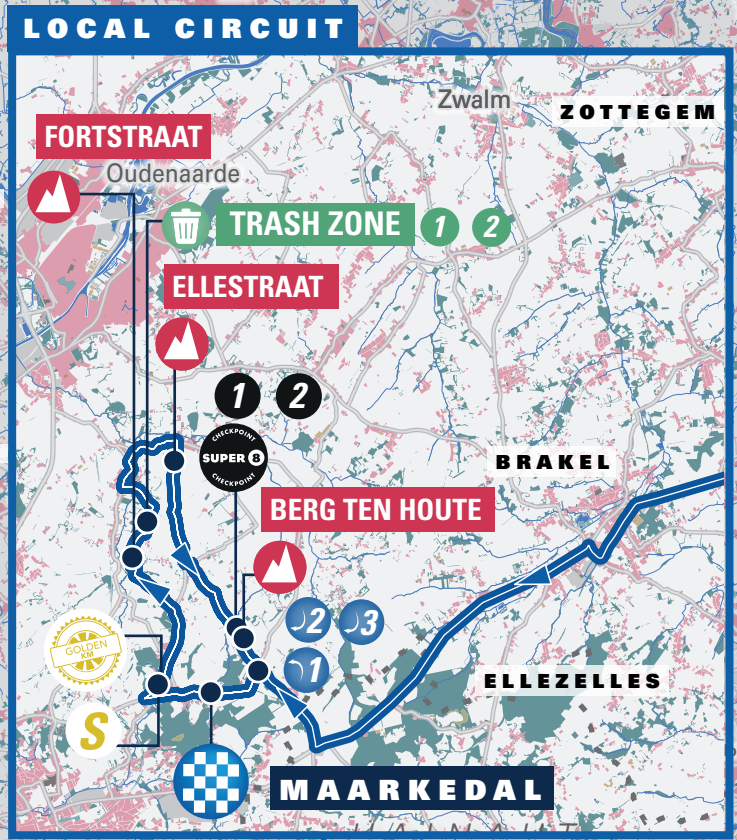 LOCAL CIRCUIT
Zwalm
ZOTTEGEM
FORTSTRAAT
Oudenaarde
TRASH ZONE 1 2
ELLESTRAAT
1 2
CHECKPOINT
SUPER 8
CHECKPOINT
BRAKEL
BERG TEN HOUTE
2 3
1
GOLDEN
KM
ELLEZELLES
S
MAARKEDAL